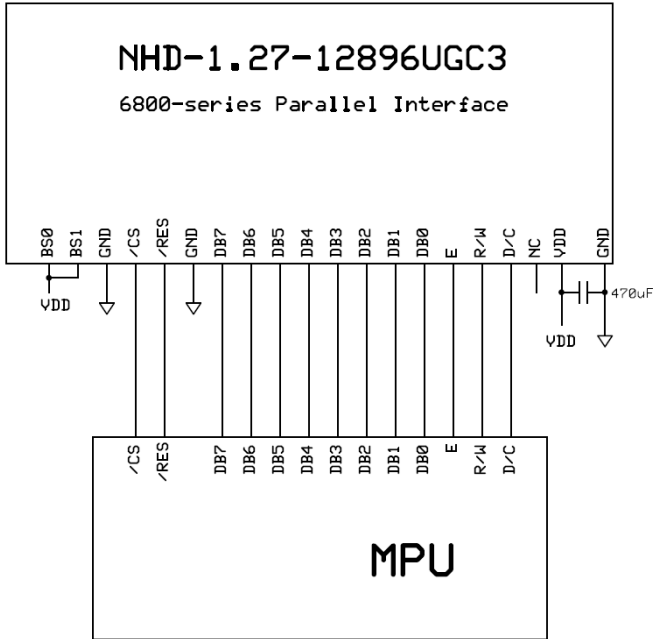 NHD-1.27-12896UGC3
6800-series Parallel Interface
BS0 BS1 GND /CS /RES GND DB7 DB6 DB5 DB4 DB3 DB2 DB1 DB0 E R/W D/C NC VDD GND
VDD
470uF
VDD
/CS /RES DB7 DB6 DB5 DB4 DB3 DB2 DB1 DB0 E R/W D/C
MPU